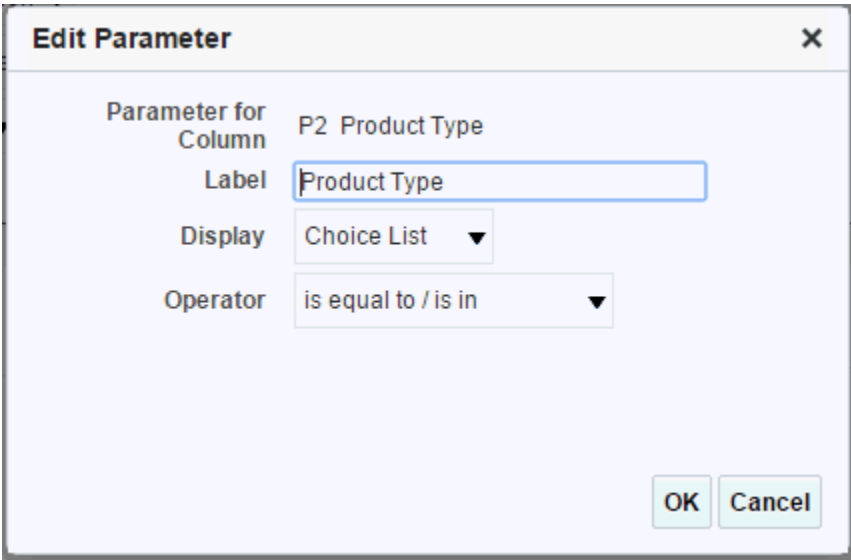 Edit Parameter ×
Parameter for
Column
P2 Product Type
Label Product Type
Display Choice List
Operator is equal to / is in
OK Cancel